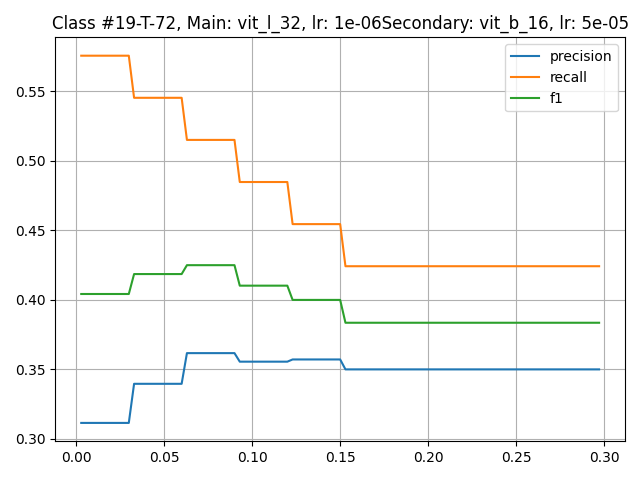 Class #19-T-72, Main: vit_l_32, lr: 1e-06Secondary: vit_b_16, lr: 5e-05
precision
recall
f1
0.55
0.50
0.45
0.40
0.35
0.30
0.00 0.05 0.10 0.15 0.20 0.25 0.30